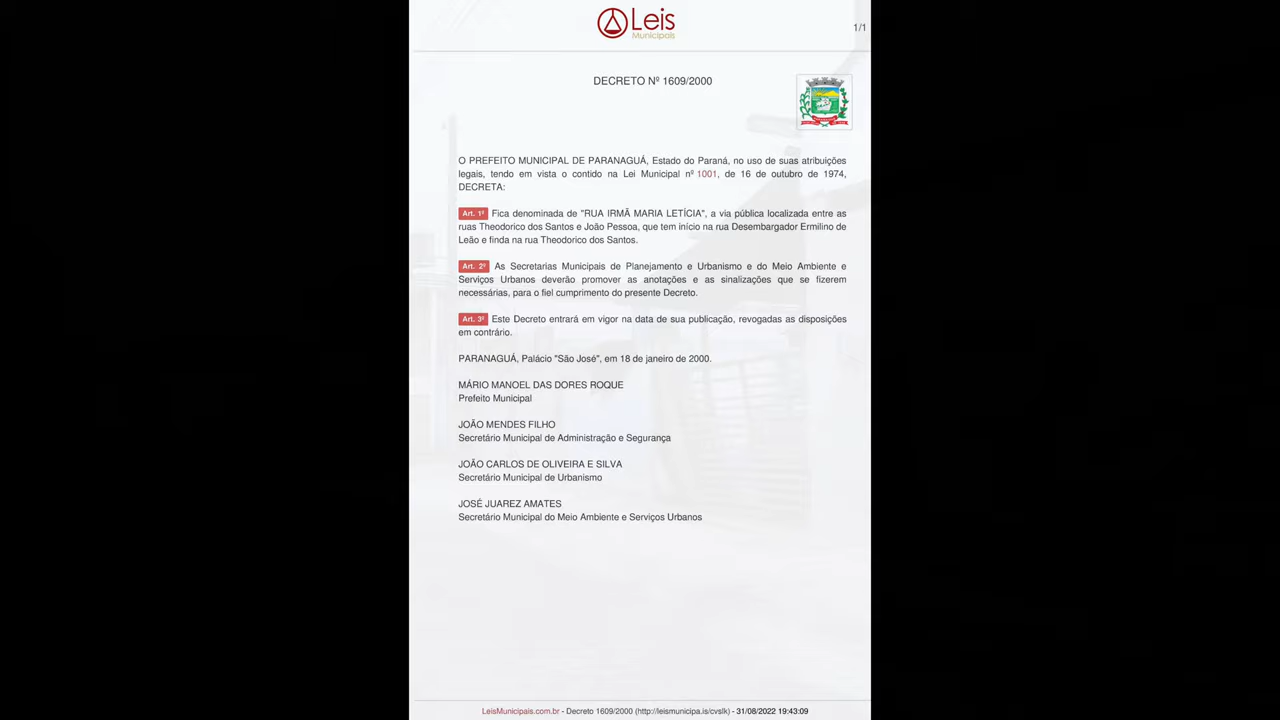 Leis
Municipais
1/1
DECRETO Nº 1609/2000
O PREFEITO MUNICIPAL DE PARANAGUÁ, Estado do Paraná, no uso de suas atribuições
legais, tendo em vista o contido na Lei Municipal nº 1001, de 16 de outubro de 1974,
DECRETA:
Art. 1º Fica denominada de "RUA IRMÃ MARIA LETÍCIA", a via pública localizada entre as
ruas Theodorico dos Santos e João Pessoa, que tem início na rua Desembargador Ermilino de
Leão e finda na rua Theodorico dos Santos.
Art. 2º As Secretarias Municipais de Planejamento e Urbanismo e do Meio Ambiente e
Serviços Urbanos deverão promover as anotações e as sinalizações que se fizerem
necessárias, para o fiel cumprimento do presente Decreto.
Art. 3º Este Decreto entrará em vigor na data de sua publicação, revogadas as disposições
em contrário.
PARANAGUÁ, Palácio "São José", em 18 de janeiro de 2000.
MÁRIO MANOEL DAS DORES ROQUE
Prefeito Municipal
JOÃO MENDES FILHO
Secretário Municipal de Administração e Segurança
JOÃO CARLOS DE OLIVEIRA E SILVA
Secretário Municipal de Urbanismo
JOSÉ JUAREZ AMATES
Secretário Municipal do Meio Ambiente e Serviços Urbanos
LeisMunicipais.com.br - Decreto 1609/2000 (http://leismunicipa.is/cvslk) - 31/08/2022 19:43:09